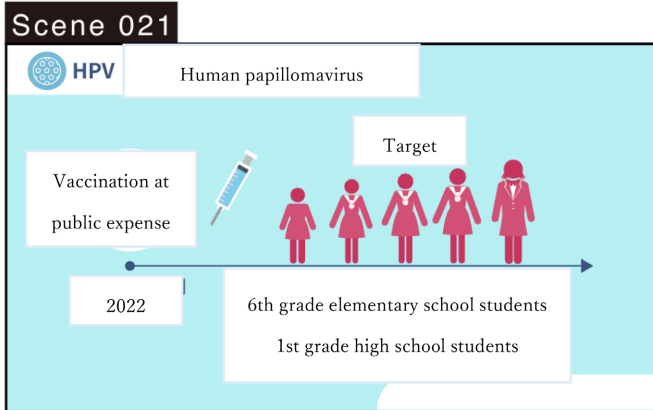 Scene 021
HPV
Human papillomavirus
Target
Vaccination at
public expense
2022
6th grade elementary school students
1st grade high school students